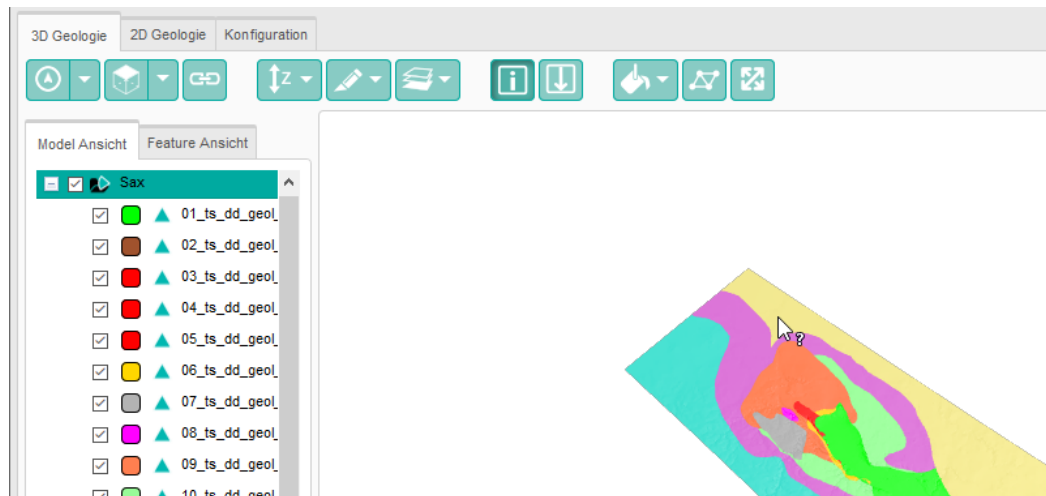 3D Geologie 2D Geologie Konfiguration
Z
Model Ansicht Feature Ansicht
Sax
01_ts_dd_geol_
02_ts_dd_geol_
03_ts_dd_geol_
04_ts_dd_geol_
05_ts_dd_geol_
06_ts_dd_geol_
07_ts_dd_geol_
08_ts_dd_geol_
09_ts_dd_geol_
10_ts_dd_geol_